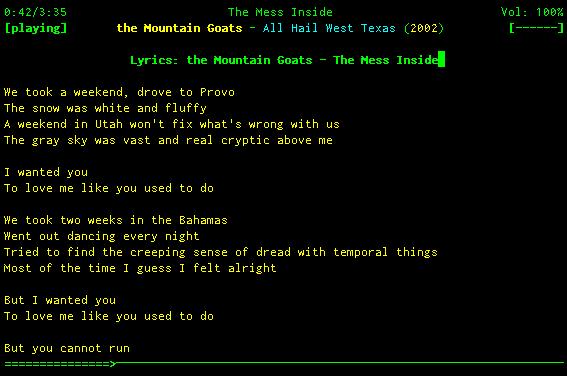 0:42/3:35 The Mess Inside Vol: 100%
[playing] the Mountain Goats - All Hail West Texas (2002) [------]
Lyrics: the Mountain Goats - The Mess Inside
We took a weekend, drove to Provo
The snow was white and fluffy
A weekend in Utah won't fix what's wrong with us
The gray sky was vast and real cryptic above me
I wanted you
To love me like you used to do
We took two weeks in the Bahamas
Went out dancing every night
Tried to find the creeping sense of dread with temporal things
Most of the time I guess I felt alright
But I wanted you
To love me like you used to do
But you cannot run